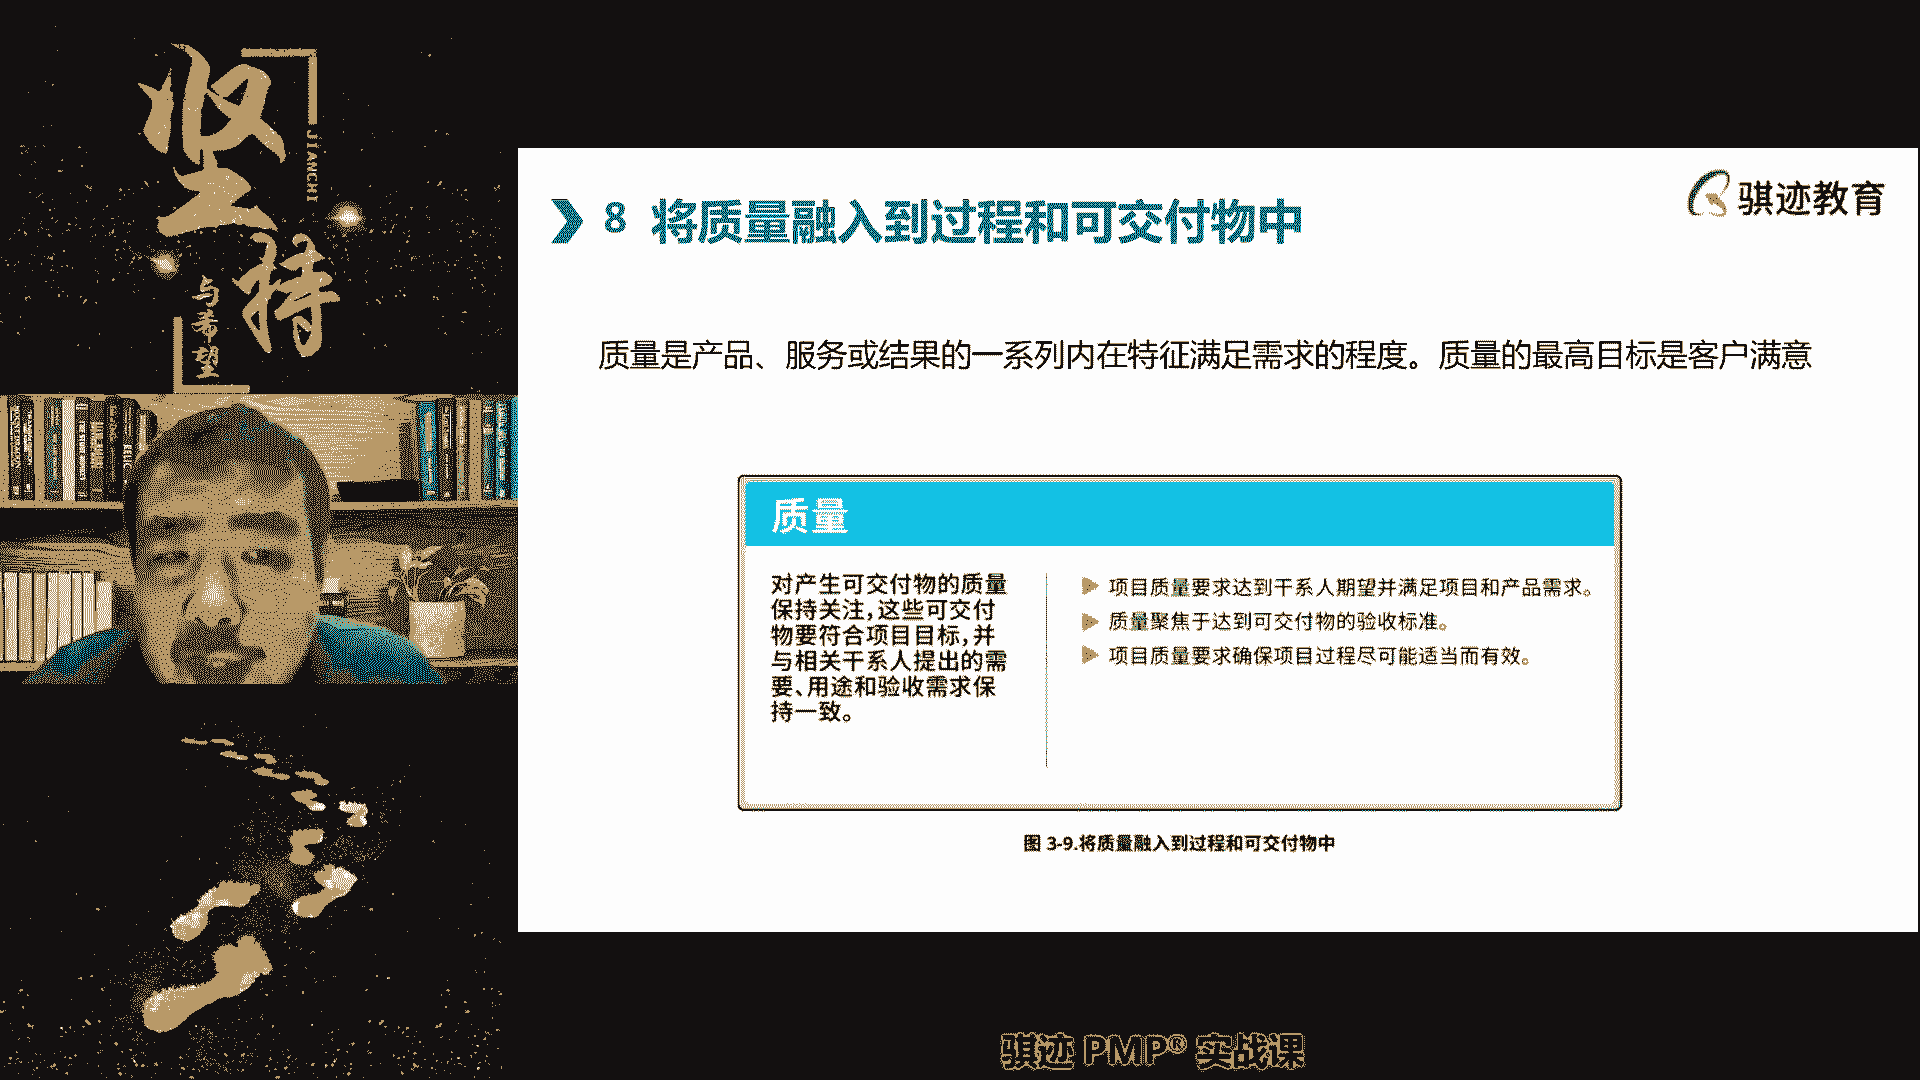 坚持
JIANCHI
与希望
骐迹教育
8 将质量融入到过程和可交付物中
质量是产品、服务或结果的一系列内在特征满足需求的程度。质量的最高目标是客户满意
质量
对产生可交付物的质量
保持关注,这些可交付
物要符合项目目标,并
与相关干系人提出的需
要、用途和验收需求保
持一致。
项目质量要求达到干系人期望并满足项目和产品需求。
质量聚焦于达到可交付物的验收标准。
项目质量要求确保项目过程尽可能适当而有效。
图 3-9.将质量融入到过程和可交付物中
骐迹 PMP® 实战课